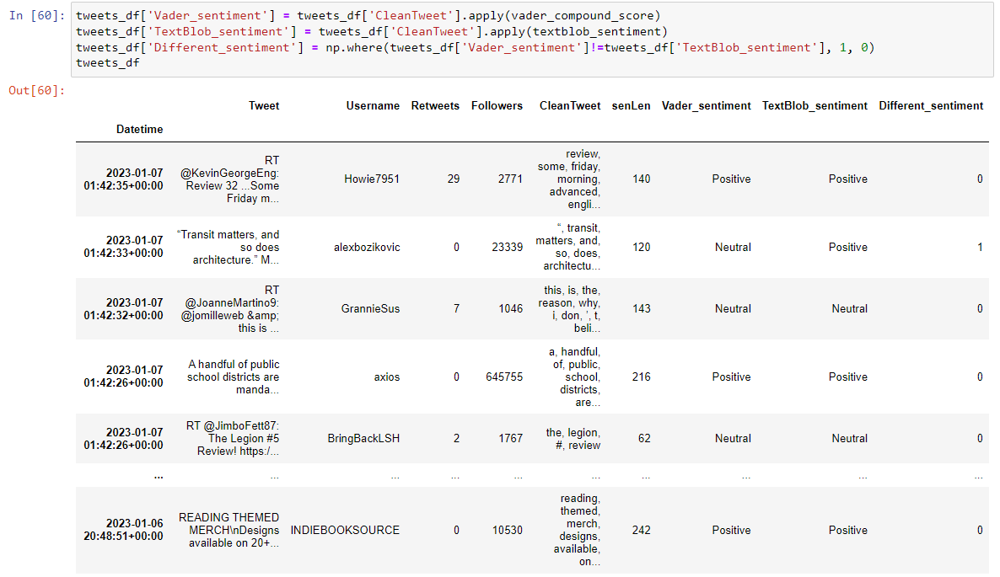 In [60]: tweets_df['Vader_sentiment'] = tweets_df['CleanTweet'].apply(vader_compound_score)
tweets_df['TextBlob_sentiment'] = tweets_df['CleanTweet'].apply(textblob_sentiment)
tweets_df['Different_sentiment'] = np.where(tweets_df['Vader_sentiment']!=tweets_df['TextBlob_sentiment'], 1, 0)
tweets_df
Out[60]:
Tweet Username Retweets Followers CleanTweet senLen Vader_sentiment TextBlob_sentiment Different_sentiment
Datetime
2023-01-07
01:42:35+00:00
RT
@KevinGeorgeEng:
Review 32 ...Some
Friday m...
Howie7951 29 2771
review,
some, friday,
morning,
advanced,
engli...
140 Positive Positive 0
2023-01-07
01:42:33+00:00
“Transit matters, and
so does
architecture.” M...
alexbozikovic 0 23339
“, transit,
matters, and,
so, does,
architectu...
120 Neutral Positive 1
2023-01-07
01:42:32+00:00
RT
@JoanneMartino9:
@jomilleweb &amp;
this is ...
GrannieSus 7 1046
this, is, the,
reason, why,
i, don, ’, t,
beli...
143 Neutral Neutral 0
2023-01-07
01:42:26+00:00
A handful of public
school districts are
manda...
axios 0 645755
a, handful,
of, public,
school,
districts,
are...
216 Positive Positive 0
2023-01-07
01:42:26+00:00
RT @JimboFett87:
The Legion #5
Review! https:/...
BringBackLSH 2 1767
the, legion,
#, review
62 Neutral Neutral 0
... ... ... ... ... ... ... ... ... ...
2023-01-06
20:48:51+00:00
READING THEMED
MERCH\nDesigns
available on 20+...
INDIEBOOKSOURCE 0 10530
reading,
themed,
merch,
designs,
available,
on...
242 Positive Positive 0